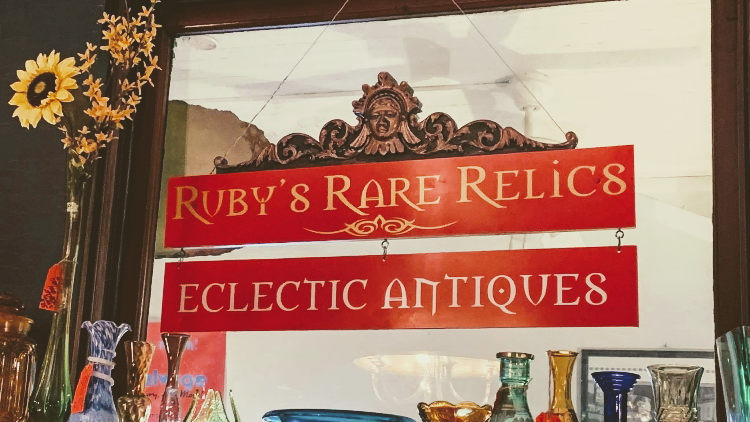 RUBY'S RARE RELICS
ECLECTIC ANTIQUES